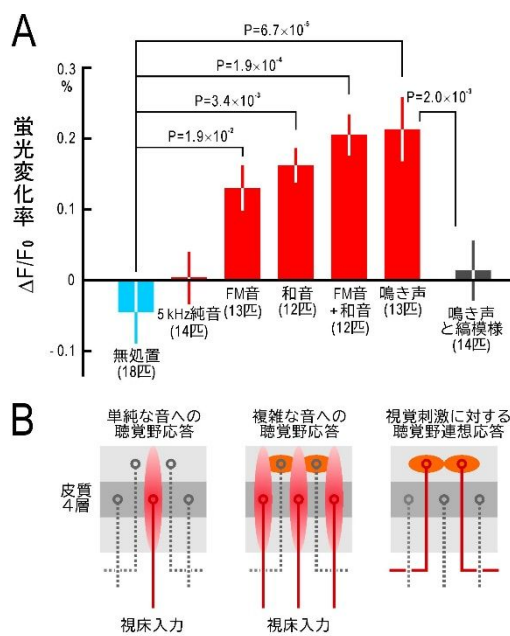 A
P=6.7×10⁻⁵
P=1.9×10⁻⁴
P=3.4×10⁻³
P=1.9×10⁻²
P=2.0×10⁻³
0.3
%
0.2
0.1
0
-0.1
蛍光変化率
ΔF/F₀
無処置
(18匹)
5 kHz純音
(14匹)
FM音
(13匹)
和音
(12匹)
FM音
+和音
(12匹)
鳴き声
(13匹)
鳴き声
と縞模様
(14匹)
B
単純な音への
聴覚野応答
複雑な音への
聴覚野応答
視覚刺激に対する
聴覚野連想応答
皮質
4層
視床入力
視床入力